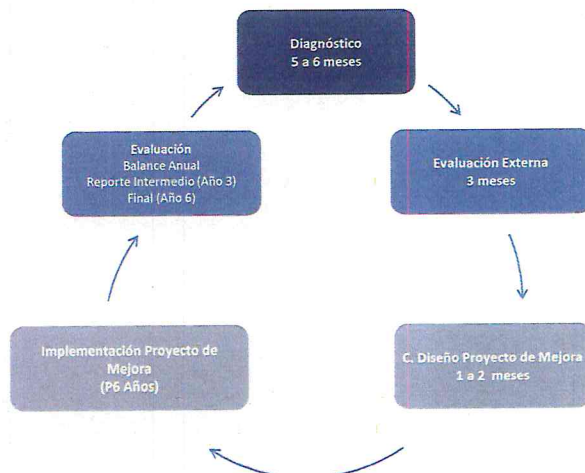 Diagnóstico
5 a 6 meses
Evaluación
Balance Anual
Reporte Intermedio (Año 3)
Final (Año 6)
Evaluación Externa
3 meses
Implementación Proyecto de
Mejora
(P6 Años)
C. Diseño Proyecto de Mejora
1 a 2 meses